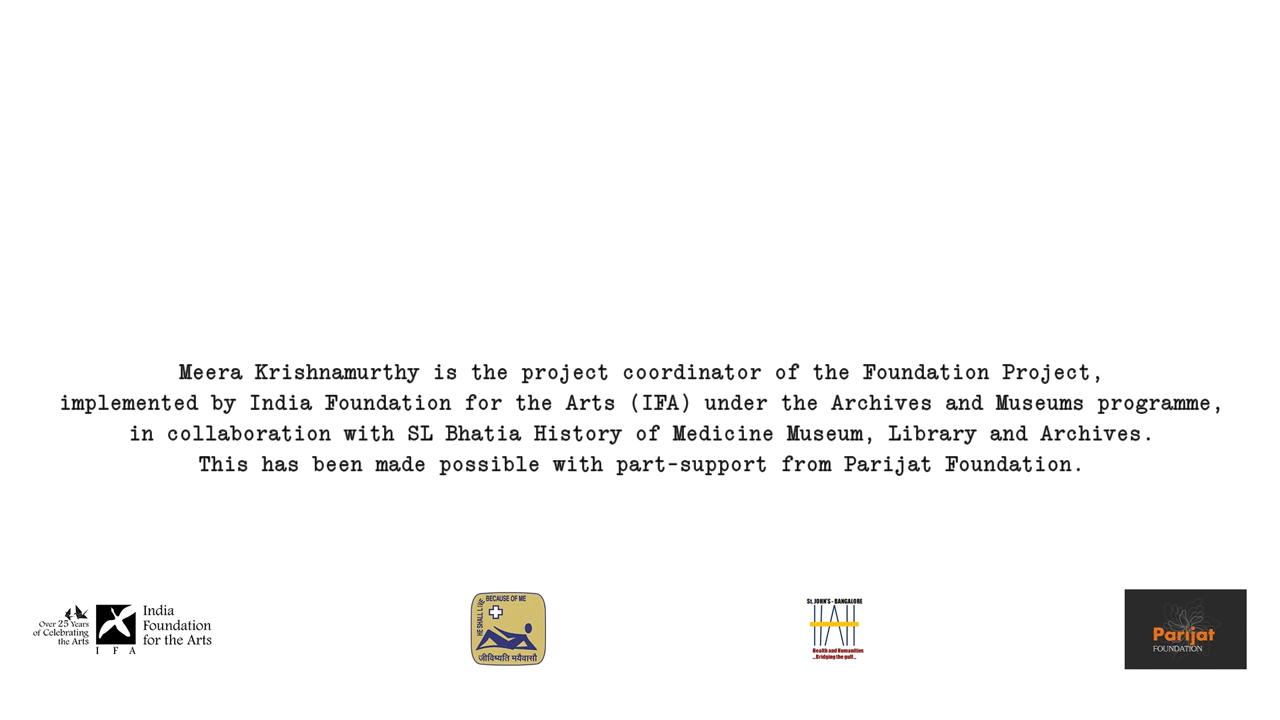 Meera Krishnamurthy is the project coordinator of the Foundation Project,
implemented by India Foundation for the Arts (IFA) under the Archives and Museums programme,
in collaboration with SL Bhatia History of Medicine Museum, Library and Archives.
This has been made possible with part-support from Parijat Foundation.
Over 25 Years
of Celebrating
the Arts
I F A
India
Foundation
for the Arts
HE SHALL LIVE
BECAUSE OF ME
जीविष्यति मयैवासौ
St. JOHN'S - BANGALORE
HAH
Health and Humanities
...Bridging the gulf...
Parijat
FOUNDATION